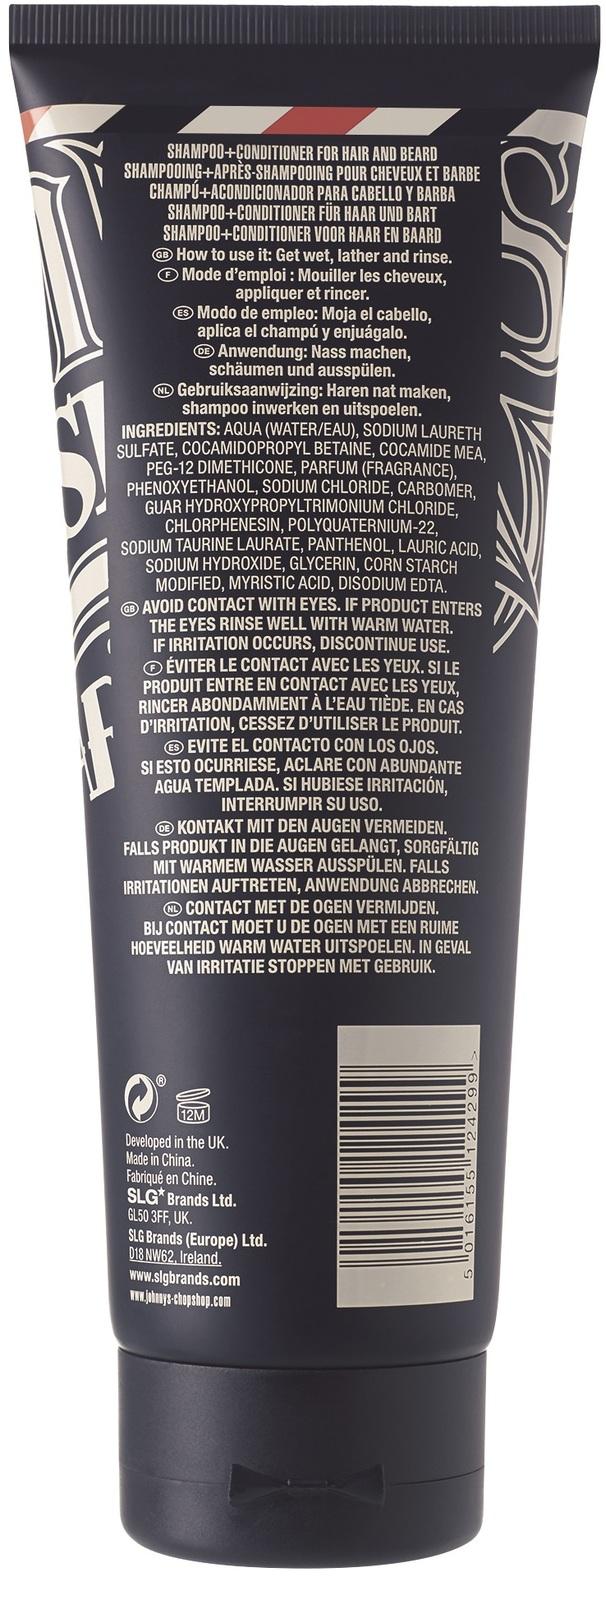 SHAMPOO+CONDITIONER FOR HAIR AND BEARD
SHAMPOOING+APRÈS-SHAMPOOING POUR CHEVEUX ET BARBE
CHAMPÚ+ACONDICIONADOR PARA CABELLO Y BARBA
SHAMPOO+CONDITIONER FÜR HAAR UND BART
SHAMPOO+CONDITIONER VOOR HAAR EN BAARD
GB How to use it: Get wet, lather and rinse.
F Mode d'emploi : Mouiller les cheveux,
appliquer et rincer.
ES Modo de empleo: Moja el cabello,
aplica el champú y enjuágalo.
DE Anwendung: Nass machen,
schäumen und ausspülen.
NL Gebruiksaanwijzing: Haren nat maken,
shampoo inwerken en uitspoelen.
INGREDIENTS: AQUA (WATER/EAU), SODIUM LAURETH
SULFATE, COCAMIDOPROPYL BETAINE, COCAMIDE MEA,
PEG-12 DIMETHICONE, PARFUM (FRAGRANCE),
PHENOXYETHANOL, SODIUM CHLORIDE, CARBOMER,
GUAR HYDROXYPROPYLTRIMONIUM CHLORIDE,
CHLORPHENESIN, POLYQUATERNIUM-22,
SODIUM TAURINE LAURATE, PANTHENOL, LAURIC ACID,
SODIUM HYDROXIDE, GLYCERIN, CORN STARCH
MODIFIED, MYRISTIC ACID, DISODIUM EDTA.
GB AVOID CONTACT WITH EYES. IF PRODUCT ENTERS
THE EYES RINSE WELL WITH WARM WATER.
IF IRRITATION OCCURS, DISCONTINUE USE.
F ÉVITER LE CONTACT AVEC LES YEUX. SI LE
PRODUIT ENTRE EN CONTACT AVEC LES YEUX,
RINCER ABONDAMMENT À L'EAU TIÈDE. EN CAS
D'IRRITATION, CESSEZ D'UTILISER LE PRODUIT.
ES EVITE EL CONTACTO CON LOS OJOS.
SI ESTO OCURRIESE, ACLARE CON ABUNDANTE
AGUA TEMPLADA. SI HUBIESE IRRITACIÓN,
INTERRUMPIR SU USO.
DE KONTAKT MIT DEN AUGEN VERMEIDEN.
FALLS PRODUKT IN DIE AUGEN GELANGT, SORGFÄLTIG
MIT WARMEM WASSER AUSSPÜLEN. FALLS
IRRITATIONEN AUFTRETEN, ANWENDUNG ABBRECHEN.
NL CONTACT MET DE OGEN VERMIJDEN.
BIJ CONTACT MOET U DE OGEN MET EEN RUIME
HOEVEELHEID WARM WATER UITSPOELEN. IN GEVAL
VAN IRRITATIE STOPPEN MET GEBRUIK.
® 12M
Developed in the UK.
Made in China.
Fabriqué en Chine.
SLG* Brands Ltd.
GL50 3FF, UK.
SLG Brands (Europe) Ltd.
D18 NW62, Ireland.
www.slgbrands.com
www.johnnys-chopshop.com
5 016155 124299 >